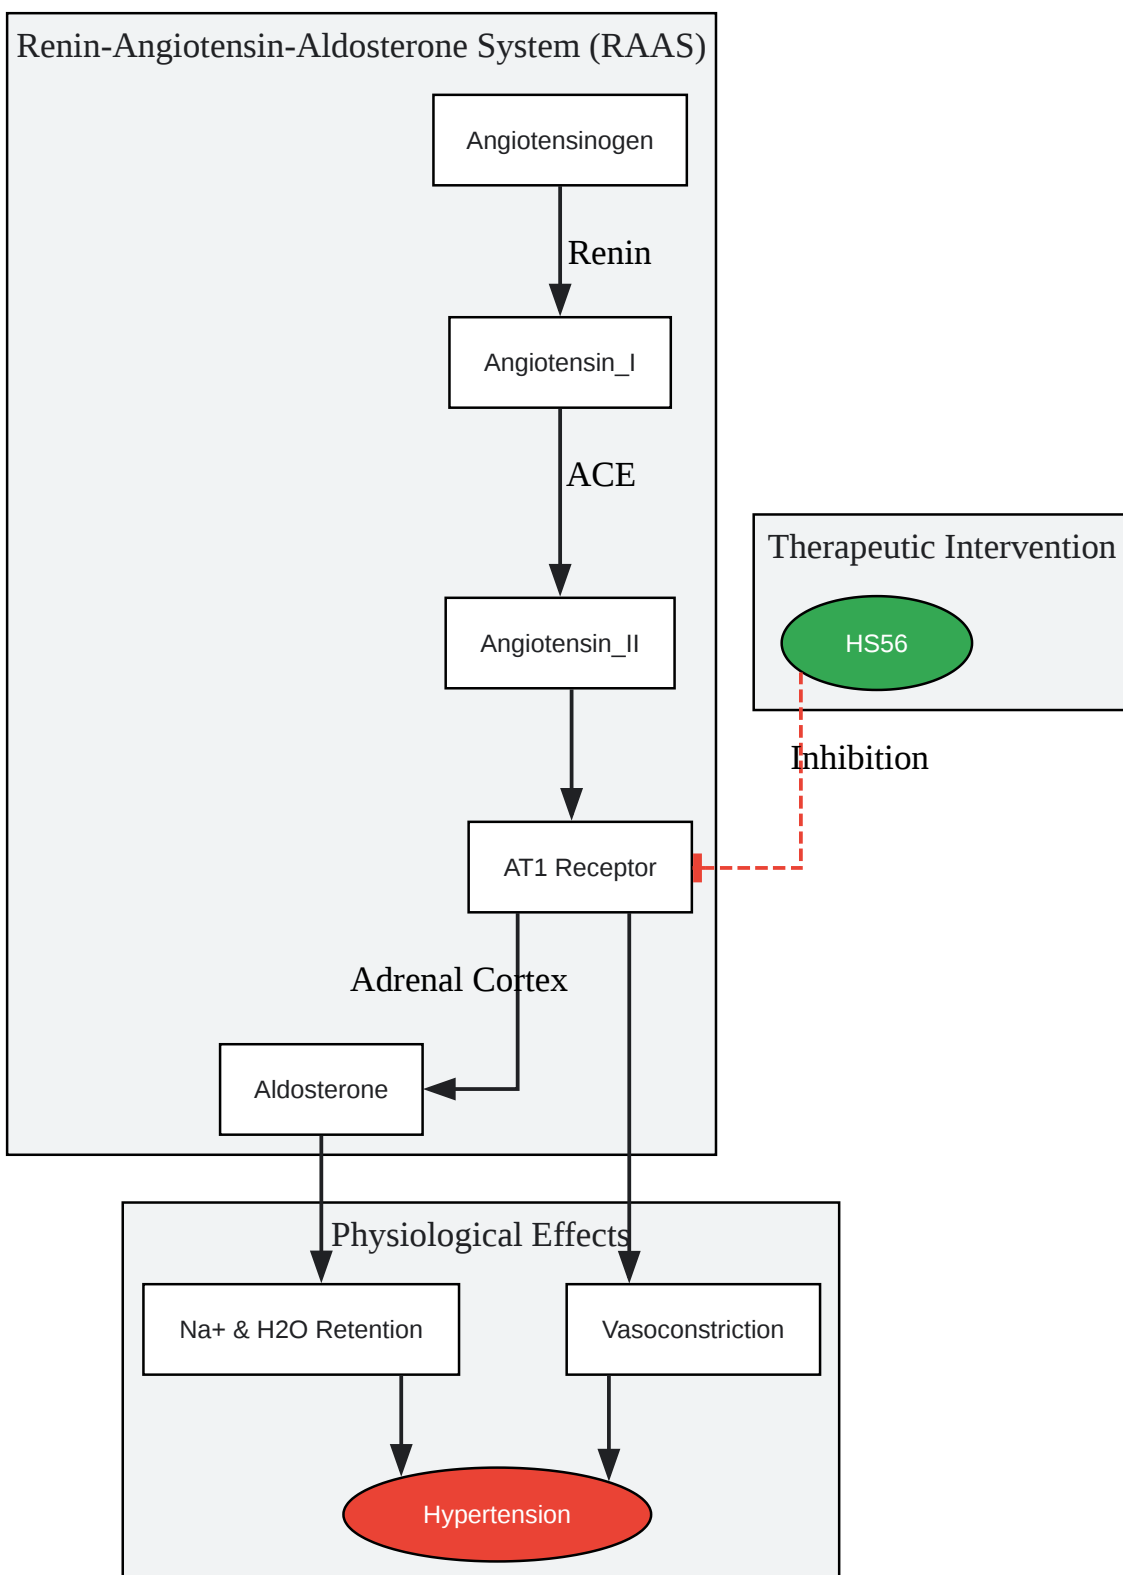 Renin-Angiotensin-Aldosterone System (RAAS)
Angiotensinogen
Renin
Angiotensin_I
ACE
Therapeutic Intervention
Angiotensin_II
HS56
Inhibition
AT1 Receptor
Adrenal Cortex
Aldosterone
Physiological Effects
Na+ & H2O Retention
Vasoconstriction
Hypertension